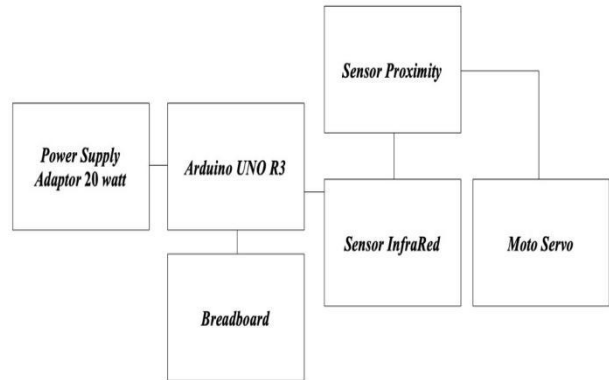 Sensor Proximity
Power Supply
Adaptor 20 watt
Arduino UNO R3
Sensor InfraRed
Moto Servo
Breadboard